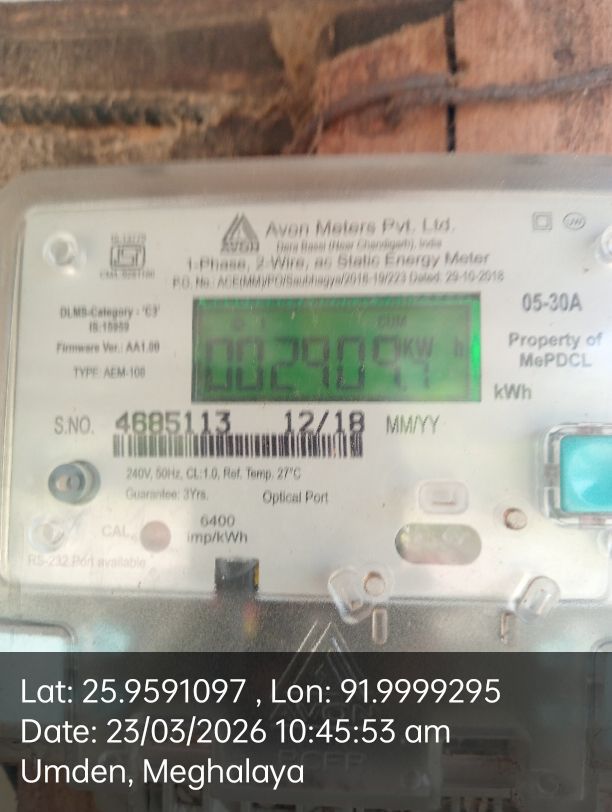 AVON
Avon Meters Pvt. Ltd.
Dera Bassi (Near Chandigarh), India
1-Phase, 2-Wire, ac Static Energy Meter
P.O. No.: ACE(MM)/PO/Saubhagya/2018-19/223 Dated: 29-10-2018
IS:13779
ISI
DLMS-Category - 'C3'
IS:15959
Firmware Ver.: AA1.00
TYPE: AEM-108
CUM
002909.7 KW h
05-30A
Property of
MePDCL
kWh
S.NO. 4685113 12/18 MM/YY
240V, 50Hz, CL:1.0, Ref. Temp. 27°C
Guarantee: 3Yrs. Optical Port
CAL.
6400
imp/kWh
RS-232 Port available
Lat: 25.9591097 , Lon: 91.9999295
Date: 23/03/2026 10:45:53 am
Umden, Meghalaya